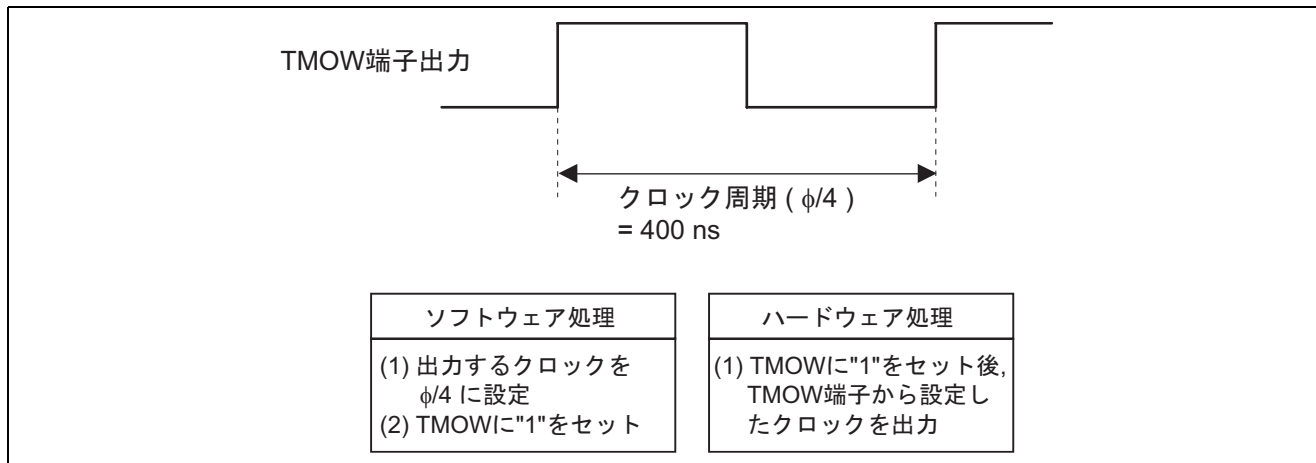 TMOW端子出力
クロック周期 ( φ/4 )
= 400 ns
ソフトウェア処理
(1) 出力するクロックを
φ/4 に設定
(2) TMOWに"1"をセット
ハードウェア処理
(1) TMOWに"1"をセット後,
TMOW端子から設定し
たクロックを出力